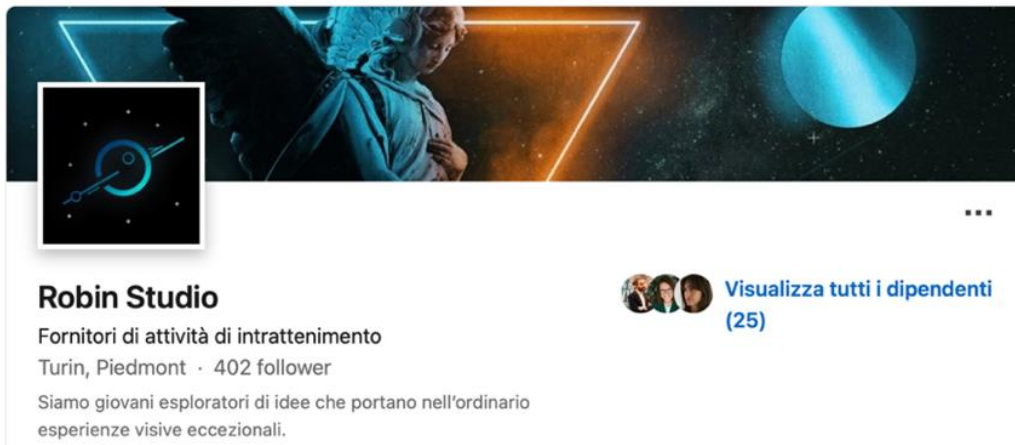 Robin Studio
Fornitori di attività di intrattenimento
Turin, Piedmont · 402 follower
Siamo giovani esploratori di idee che portano nell'ordinario
esperienze visive eccezionali.
Visualizza tutti i dipendenti
(25)